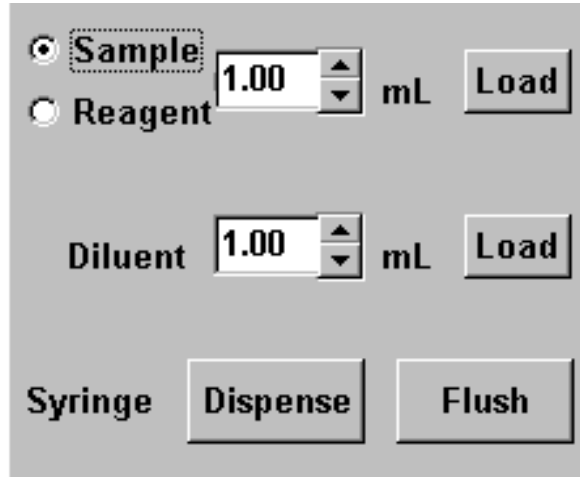 Sample
1.00 mL Load
Reagent
Diluent 1.00 mL Load
Syringe Dispense Flush